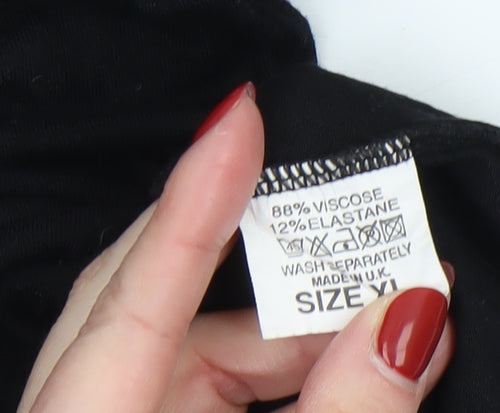 88% VISCOSE
12% ELASTANE
WASH SEPARATELY
MADE IN U.K.
SIZE XL